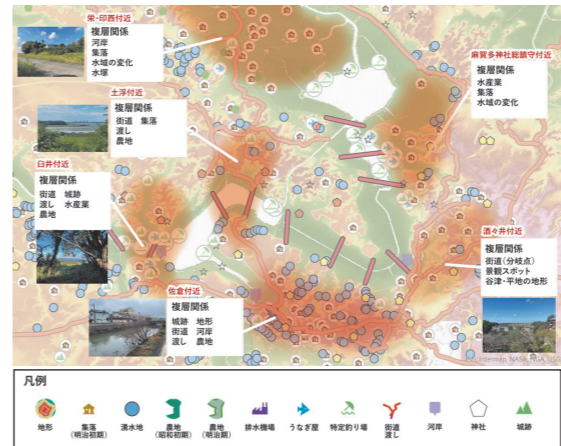 栄・印西付近
複層関係
河岸
集落
水域の変化
水塚
土浮付近
複層関係
街道 集落
渡し
農地
臼井付近
複層関係
街道 城跡
渡し 水産業
農地
佐倉付近
複層関係
城跡 地形
街道 河岸
渡し 農地
麻賀多神社総鎮守付近
複層関係
水産業
集落
水域の変化
酒々井付近
複層関係
街道(分岐点)
景観スポット
谷津・平地の地形
Intermap, NASA, NGA, USGS
凡例
地形
集落
(明治初期)
湧水地
農地
(昭和初期)
農地
(明治期)
排水機場
うなぎ屋
特定釣り場
街道
渡し
河岸
神社
城跡